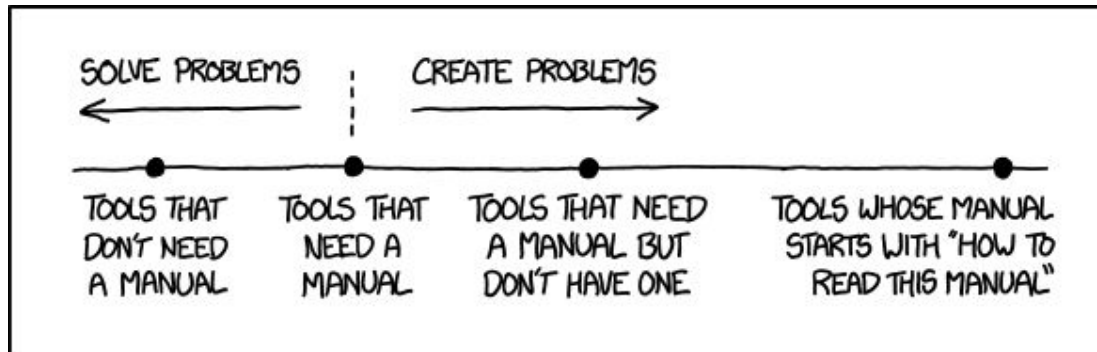 SOLVE PROBLEMS
CREATE PROBLEMS
TOOLS THAT
DON'T NEED
A MANUAL
TOOLS THAT
NEED A
MANUAL
TOOLS THAT NEED
A MANUAL BUT
DON'T HAVE ONE
TOOLS WHOSE MANUAL
STARTS WITH "HOW TO
READ THIS MANUAL"